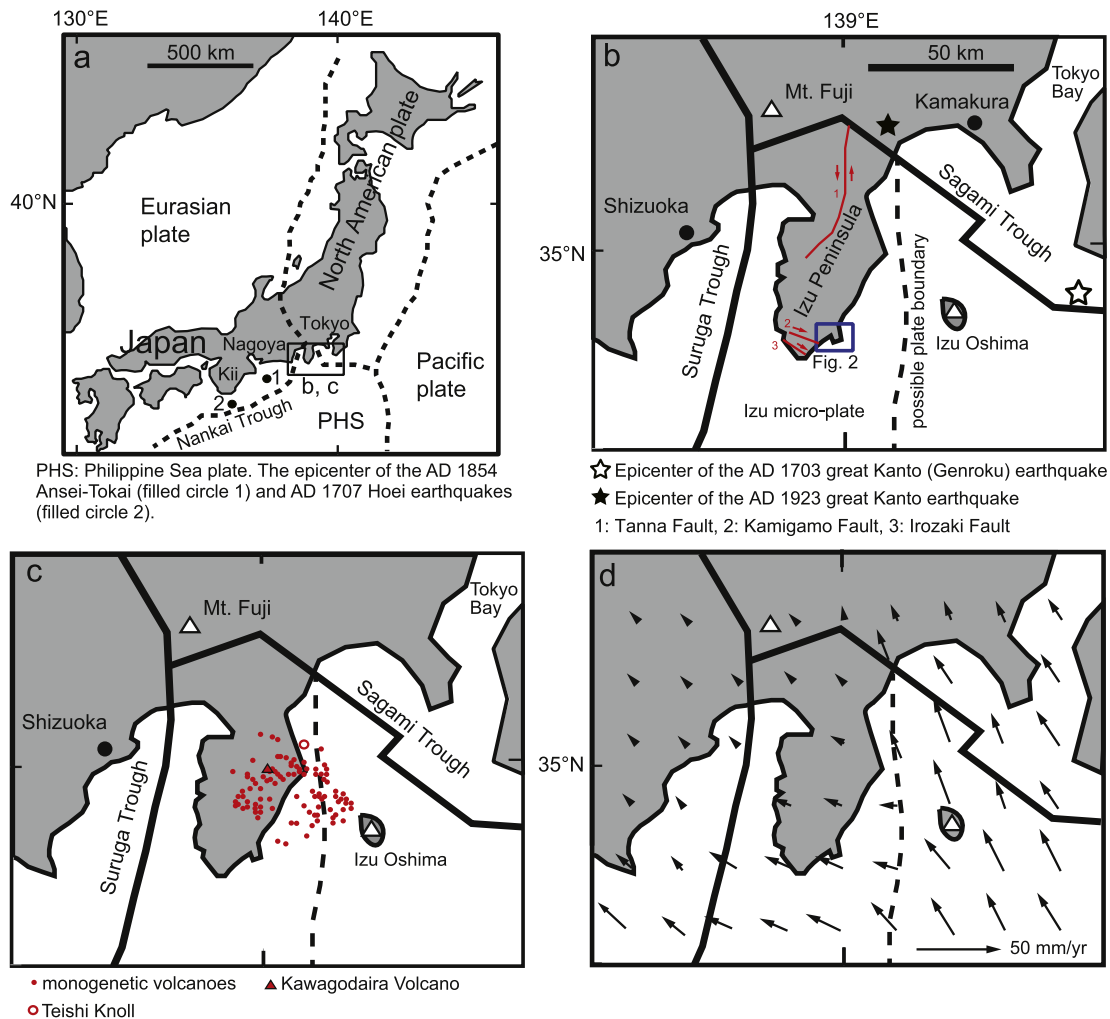 130°E
140°E
a
500 km
40°N
Eurasian
plate
North American plate
Japan
Nagoya
Tokyo
Kii
1
2
b, c
Nankai Trough
PHS
Pacific
plate
PHS: Philippine Sea plate. The epicenter of the AD 1854
Ansei-Tokai (filled circle 1) and AD 1707 Hoei earthquakes
(filled circle 2).
139°E
b
50 km
Tokyo
Bay
Mt. Fuji
Kamakura
Shizuoka
35°N
1
Sagami Trough
Izu Peninsula
Suruga Trough
possible plate boundary
2
3
Fig. 2
Izu Oshima
Izu micro-plate
Epicenter of the AD 1703 great Kanto (Genroku) earthquake
Epicenter of the AD 1923 great Kanto earthquake
1: Tanna Fault, 2: Kamigamo Fault, 3: Irozaki Fault
c
Tokyo
Bay
Mt. Fuji
Shizuoka
Sagami Trough
Suruga Trough
Izu Oshima
monogenetic volcanoes
Kawagodaira Volcano
Teishi Knoll
d
35°N
50 mm/yr